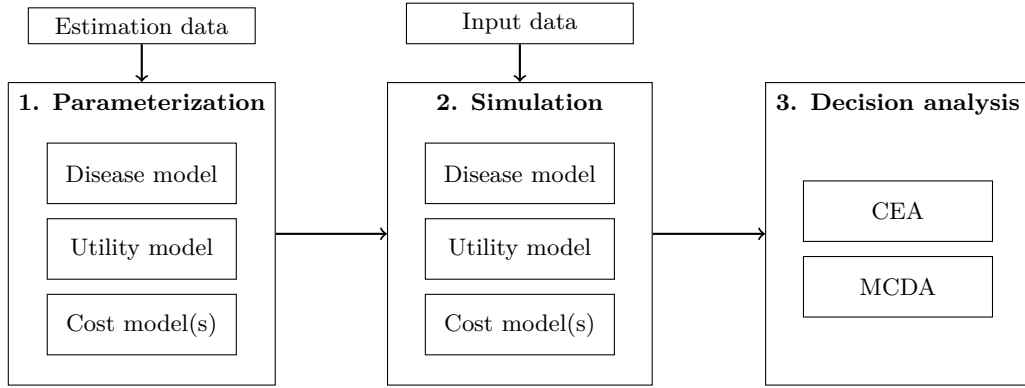 Estimation data
Input data
1. Parameterization
Disease model
Utility model
Cost model(s)
2. Simulation
Disease model
Utility model
Cost model(s)
3. Decision analysis
CEA
MCDA